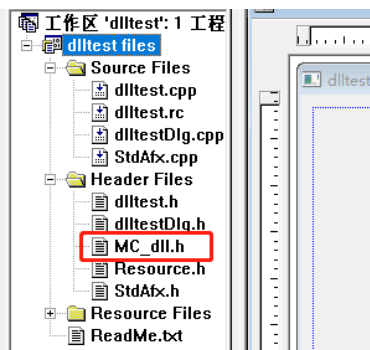 工作区 'dlltest': 1 工程
dlltest files
Source Files
dlltest.cpp
dlltest.rc
dlltestDlg.cpp
StdAfx.cpp
Header Files
dlltest.h
dlltestDlg.h
MC_dll.h
Resource.h
StdAfx.h
Resource Files
ReadMe.txt
dlltest